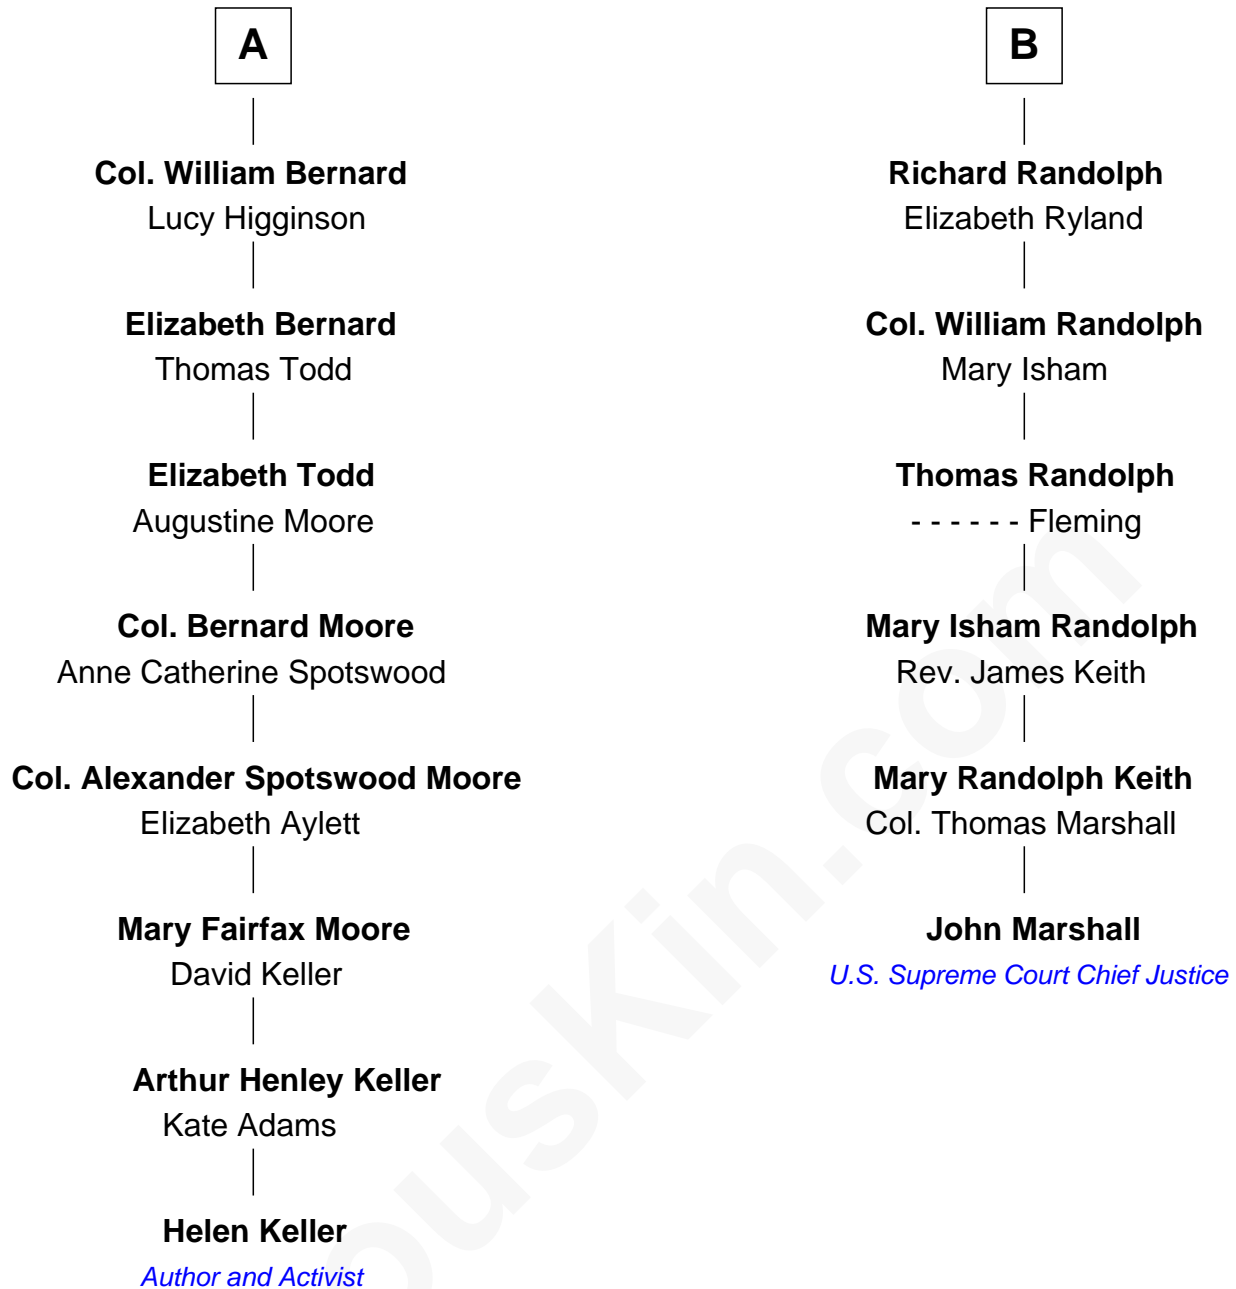 A
Col. William Bernard
Lucy Higginson
Elizabeth Bernard
Thomas Todd
Elizabeth Todd
Augustine Moore
Col. Bernard Moore
Anne Catherine Spotswood
Col. Alexander Spotswood Moore
Elizabeth Aylett
Mary Fairfax Moore
David Keller
Arthur Henley Keller
Kate Adams
Helen Keller
Author and Activist
B
Richard Randolph
Elizabeth Ryland
Col. William Randolph
Mary Isham
Thomas Randolph
- - - - - - Fleming
Mary Isham Randolph
Rev. James Keith
Mary Randolph Keith
Col. Thomas Marshall
John Marshall
U.S. Supreme Court Chief Justice
ousKin.com